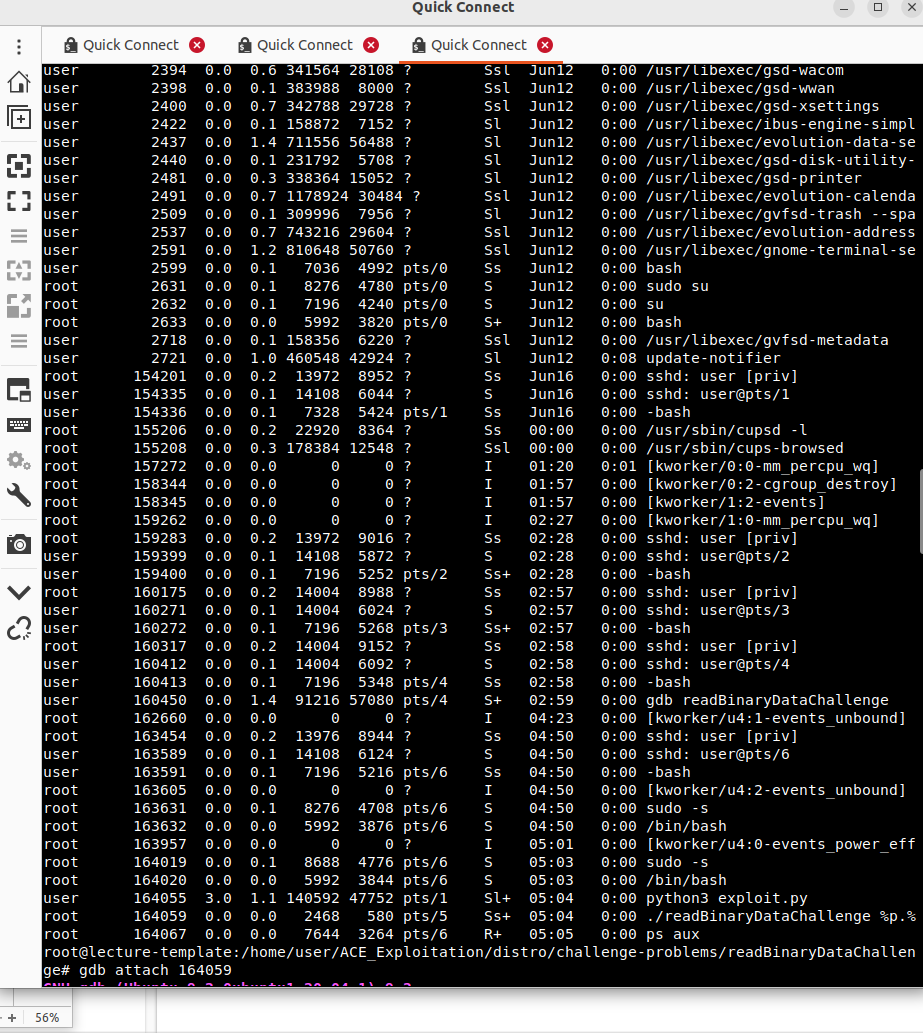 Quick Connect
Quick Connect Quick Connect Quick Connect
user 2394 0.0 0.6 341564 28108 ? Ssl Jun12 0:00 /usr/libexec/gsd-wacom
user 2398 0.0 0.1 383988 8000 ? Ssl Jun12 0:00 /usr/libexec/gsd-wwan
user 2400 0.0 0.7 342788 29728 ? Ssl Jun12 0:00 /usr/libexec/gsd-xsettings
user 2422 0.0 0.1 158872 7152 ? Sl Jun12 0:00 /usr/libexec/ibus-engine-simpl
user 2437 0.0 1.4 711556 56488 ? Sl Jun12 0:00 /usr/libexec/evolution-data-se
user 2440 0.0 0.1 231792 5708 ? Sl Jun12 0:00 /usr/libexec/gsd-disk-utility-
user 2481 0.0 0.3 338364 15052 ? Sl Jun12 0:00 /usr/libexec/gsd-printer
user 2491 0.0 0.7 1178924 30484 ? Ssl Jun12 0:00 /usr/libexec/evolution-calenda
user 2509 0.0 0.1 309996 7956 ? Sl Jun12 0:00 /usr/libexec/gvfsd-trash --spa
user 2537 0.0 0.7 743216 29604 ? Ssl Jun12 0:00 /usr/libexec/evolution-address
user 2591 0.0 1.2 810648 50760 ? Ssl Jun12 0:00 /usr/libexec/gnome-terminal-se
user 2599 0.0 0.1 7036 4992 pts/0 Ss Jun12 0:00 bash
root 2631 0.0 0.1 8276 4780 pts/0 S Jun12 0:00 sudo su
root 2632 0.0 0.1 7196 4240 pts/0 S Jun12 0:00 su
root 2633 0.0 0.0 5992 3820 pts/0 S+ Jun12 0:00 bash
user 2718 0.0 0.1 158356 6220 ? Ssl Jun12 0:00 /usr/libexec/gvfsd-metadata
user 2721 0.0 1.0 460548 42924 ? Sl Jun12 0:08 update-notifier
root 154201 0.0 0.2 13972 8952 ? Ss Jun16 0:00 sshd: user [priv]
user 154335 0.0 0.1 14108 6044 ? S Jun16 0:00 sshd: user@pts/1
user 154336 0.0 0.1 7328 5424 pts/1 Ss Jun16 0:00 -bash
root 155206 0.0 0.2 22920 8364 ? Ss 00:00 0:00 /usr/sbin/cupsd -l
root 155208 0.0 0.3 178384 12548 ? Ssl 00:00 0:00 /usr/sbin/cups-browsed
root 157272 0.0 0.0 0 0 ? I 01:20 0:01 [kworker/0:0-mm_percpu_wq]
root 158344 0.0 0.0 0 0 ? I 01:57 0:00 [kworker/0:2-cgroup_destroy]
root 158345 0.0 0.0 0 0 ? I 01:57 0:00 [kworker/1:2-events]
root 159262 0.0 0.0 0 0 ? I 02:27 0:00 [kworker/1:0-mm_percpu_wq]
root 159283 0.0 0.2 13972 9016 ? Ss 02:28 0:00 sshd: user [priv]
user 159399 0.0 0.1 14108 5872 ? S 02:28 0:00 sshd: user@pts/2
user 159400 0.0 0.1 7196 5252 pts/2 Ss+ 02:28 0:00 -bash
root 160175 0.0 0.2 14004 8988 ? Ss 02:57 0:00 sshd: user [priv]
user 160271 0.0 0.1 14004 6024 ? S 02:57 0:00 sshd: user@pts/3
user 160272 0.0 0.1 7196 5268 pts/3 Ss+ 02:57 0:00 -bash
root 160317 0.0 0.2 14004 9152 ? Ss 02:58 0:00 sshd: user [priv]
user 160412 0.0 0.1 14004 6092 ? S 02:58 0:00 sshd: user@pts/4
user 160413 0.0 0.1 7196 5348 pts/4 Ss 02:58 0:00 -bash
user 160450 0.0 1.4 91216 57080 pts/4 S+ 02:59 0:00 gdb readBinaryDataChallenge
root 162660 0.0 0.0 0 0 ? I 04:23 0:00 [kworker/u4:1-events_unbound]
root 163454 0.0 0.2 13976 8944 ? Ss 04:50 0:00 sshd: user [priv]
user 163589 0.0 0.1 14108 6124 ? S 04:50 0:00 sshd: user@pts/6
user 163591 0.0 0.1 7196 5216 pts/6 Ss 04:50 0:00 -bash
root 163605 0.0 0.0 0 0 ? I 04:50 0:00 [kworker/u4:2-events_unbound]
root 163631 0.0 0.1 8276 4708 pts/6 S 04:50 0:00 sudo -s
root 163632 0.0 0.0 5992 3876 pts/6 S 04:50 0:00 /bin/bash
root 163957 0.0 0.0 0 0 ? I 05:01 0:00 [kworker/u4:0-events_power_eff
root 164019 0.0 0.1 8688 4776 pts/6 S 05:03 0:00 sudo -s
root 164020 0.0 0.0 5992 3844 pts/6 S 05:03 0:00 /bin/bash
user 164055 3.0 1.1 140592 47752 pts/1 Sl+ 05:04 0:00 python3 exploit.py
root 164059 0.0 0.0 2468 580 pts/5 Ss+ 05:04 0:00 ./readBinaryDataChallenge %p.%
root 164067 0.0 0.0 7644 3264 pts/6 R+ 05:05 0:00 ps aux
root@lecture-template:/home/user/ACE_Exploitation/distro/challenge-problems/readBinaryDataChallen
ge# gdb attach 164059
56%